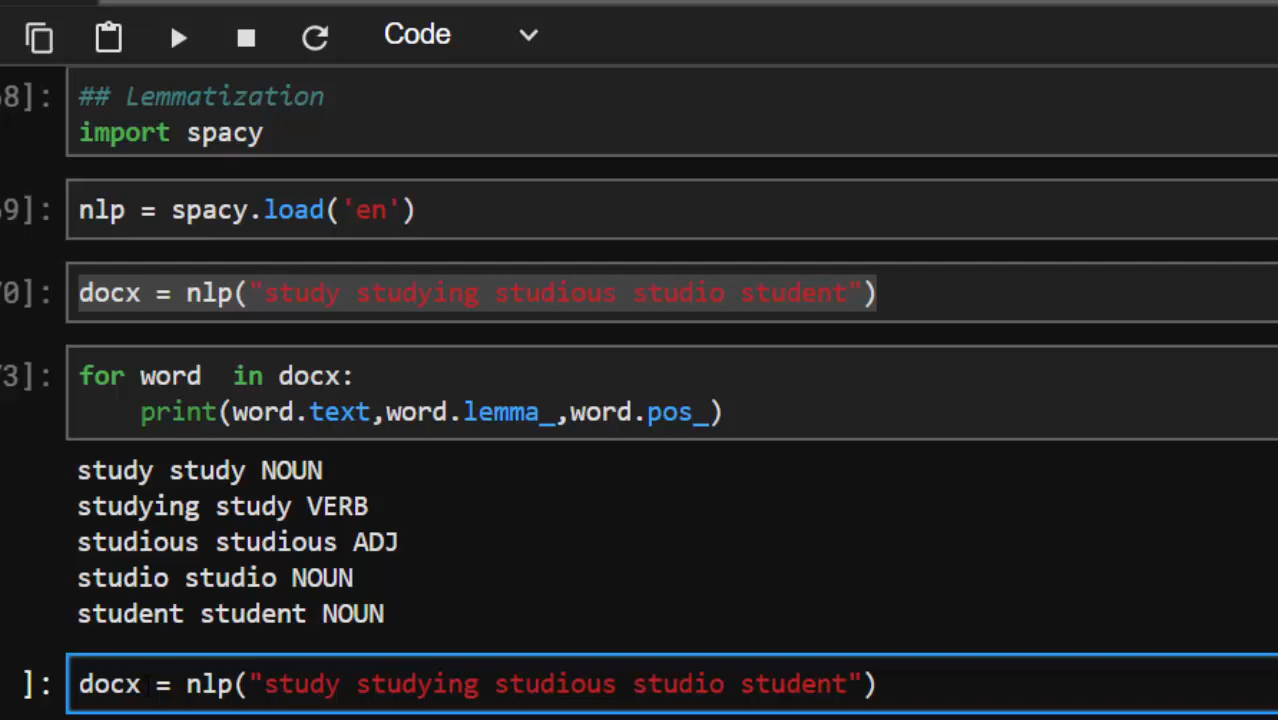 Code
8]: ## Lemmatization
import spacy
9]: nlp = spacy.load('en')
0]: docx = nlp("study studying studious studio student")
3]: for word  in docx:
    print(word.text,word.lemma_,word.pos_)
study study NOUN
studying study VERB
studious studious ADJ
studio studio NOUN
student student NOUN
]: docx = nlp("study studying studious studio student")